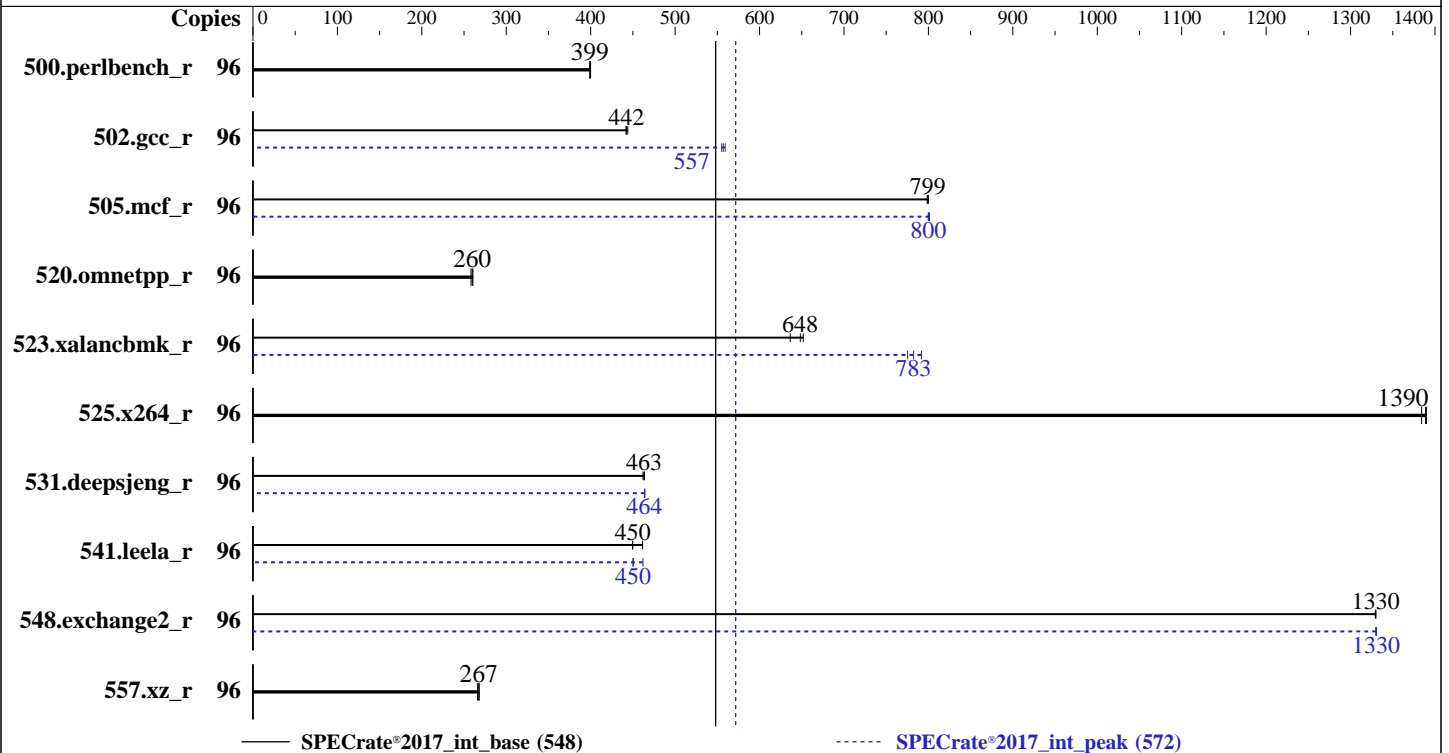 Copies 0 100 200 300 400 500 600 700 800 900 1000 1100 1200 1300 1400
500.perlbench_r 96 399
502.gcc_r 96 442
557
505.mcf_r 96 799
800
520.omnetpp_r 96 260
523.xalancbmk_r 96 648
783
525.x264_r 96 1390
531.deepsjeng_r 96 463
464
541.leela_r 96 450
450
548.exchange2_r 96 1330
1330
557.xz_r 96 267
SPECrate®2017_int_base (548) SPECrate®2017_int_peak (572)